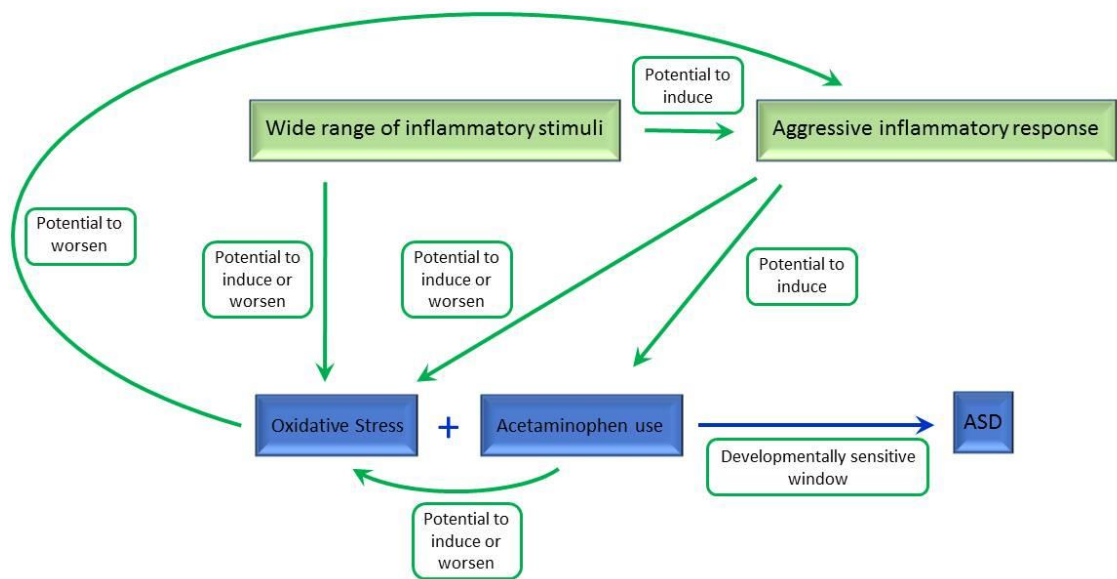 Potential to
induce
Wide range of inflammatory stimuli
Aggressive inflammatory response
Potential to
worsen
Potential to
induce or
worsen
Potential to
induce or
worsen
Potential to
induce
Oxidative Stress
+
Acetaminophen use
ASD
Developmentally sensitive
window
Potential to
induce or
worsen